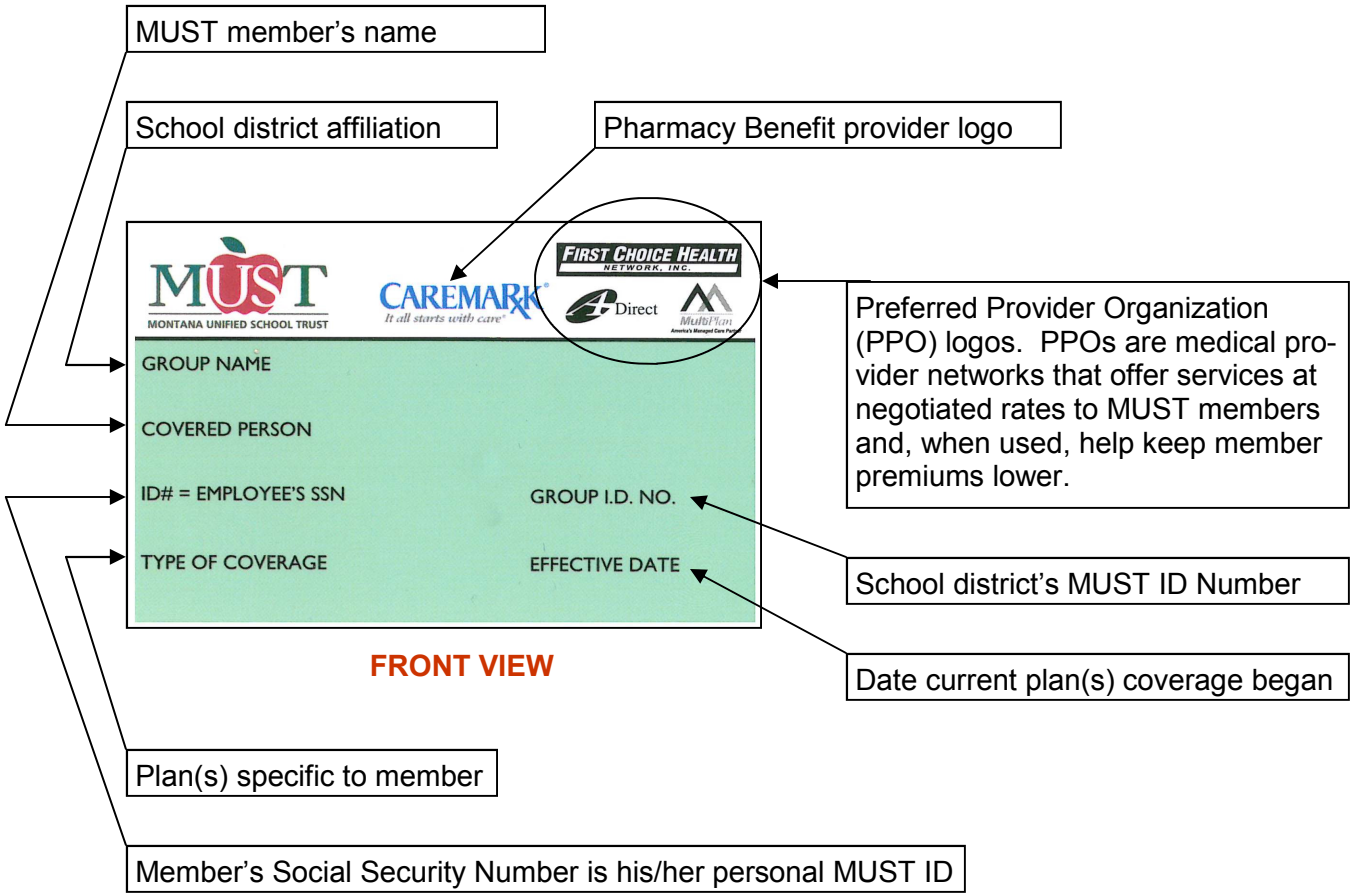 MUST member’s name
School district affiliation
Pharmacy Benefit provider logo
MUST
MONTANA UNIFIED SCHOOL TRUST
CAREMARK®
It all starts with care®
FIRST CHOICE HEALTH
NETWORK, INC.
Direct
MultiPlan
Preferred Provider Organization
(PPO) logos.  PPOs are medical pro-
vider networks that offer services at
negotiated rates to MUST members
and, when used, help keep member
premiums lower.
GROUP NAME
COVERED PERSON
ID# = EMPLOYEE'S SSN
GROUP I.D. NO.
TYPE OF COVERAGE
EFFECTIVE DATE
School district’s MUST ID Number
FRONT VIEW
Date current plan(s) coverage began
Plan(s) specific to member
Member’s Social Security Number is his/her personal MUST ID